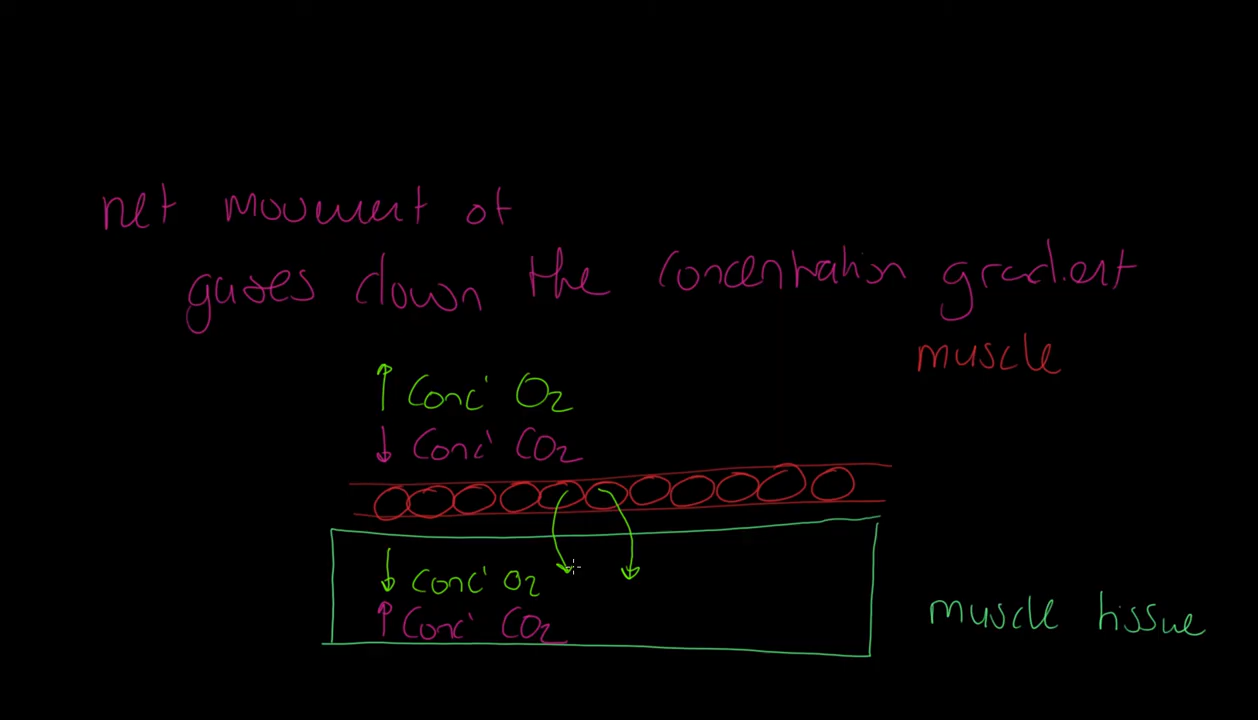 net movement of
gases down the concentration gradient
muscle
↑ Conc' O2
↓ Conc' CO2
↓ Conc' O2
↑ Conc' CO2
muscle tissue